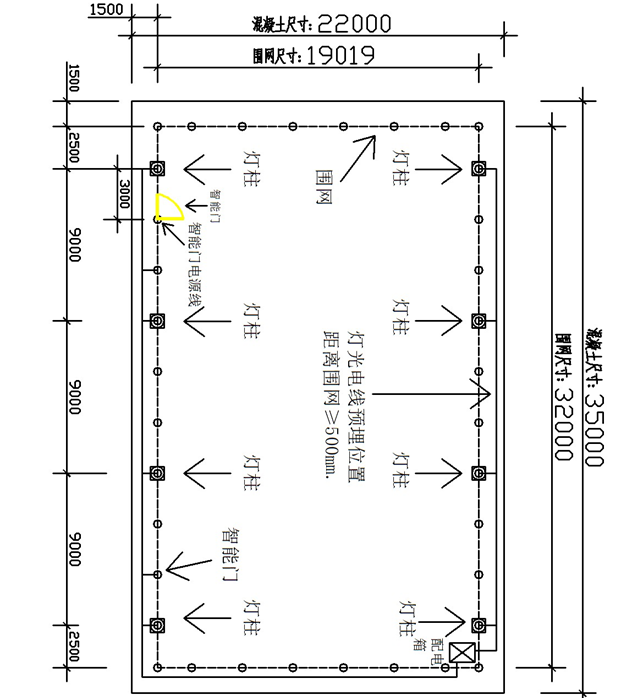 1500
混凝土尺寸:22000
围网尺寸:19019
1500
2500
3000
9000
9000
9000
2500
灯柱
灯柱
围网
智能门
智能门电源线
灯柱
灯柱
灯光电线预埋位置
距离围网≥500mm.
灯柱
灯柱
智能门
灯柱
灯柱
配电
箱
围网尺寸:32000
混凝土尺寸:35000